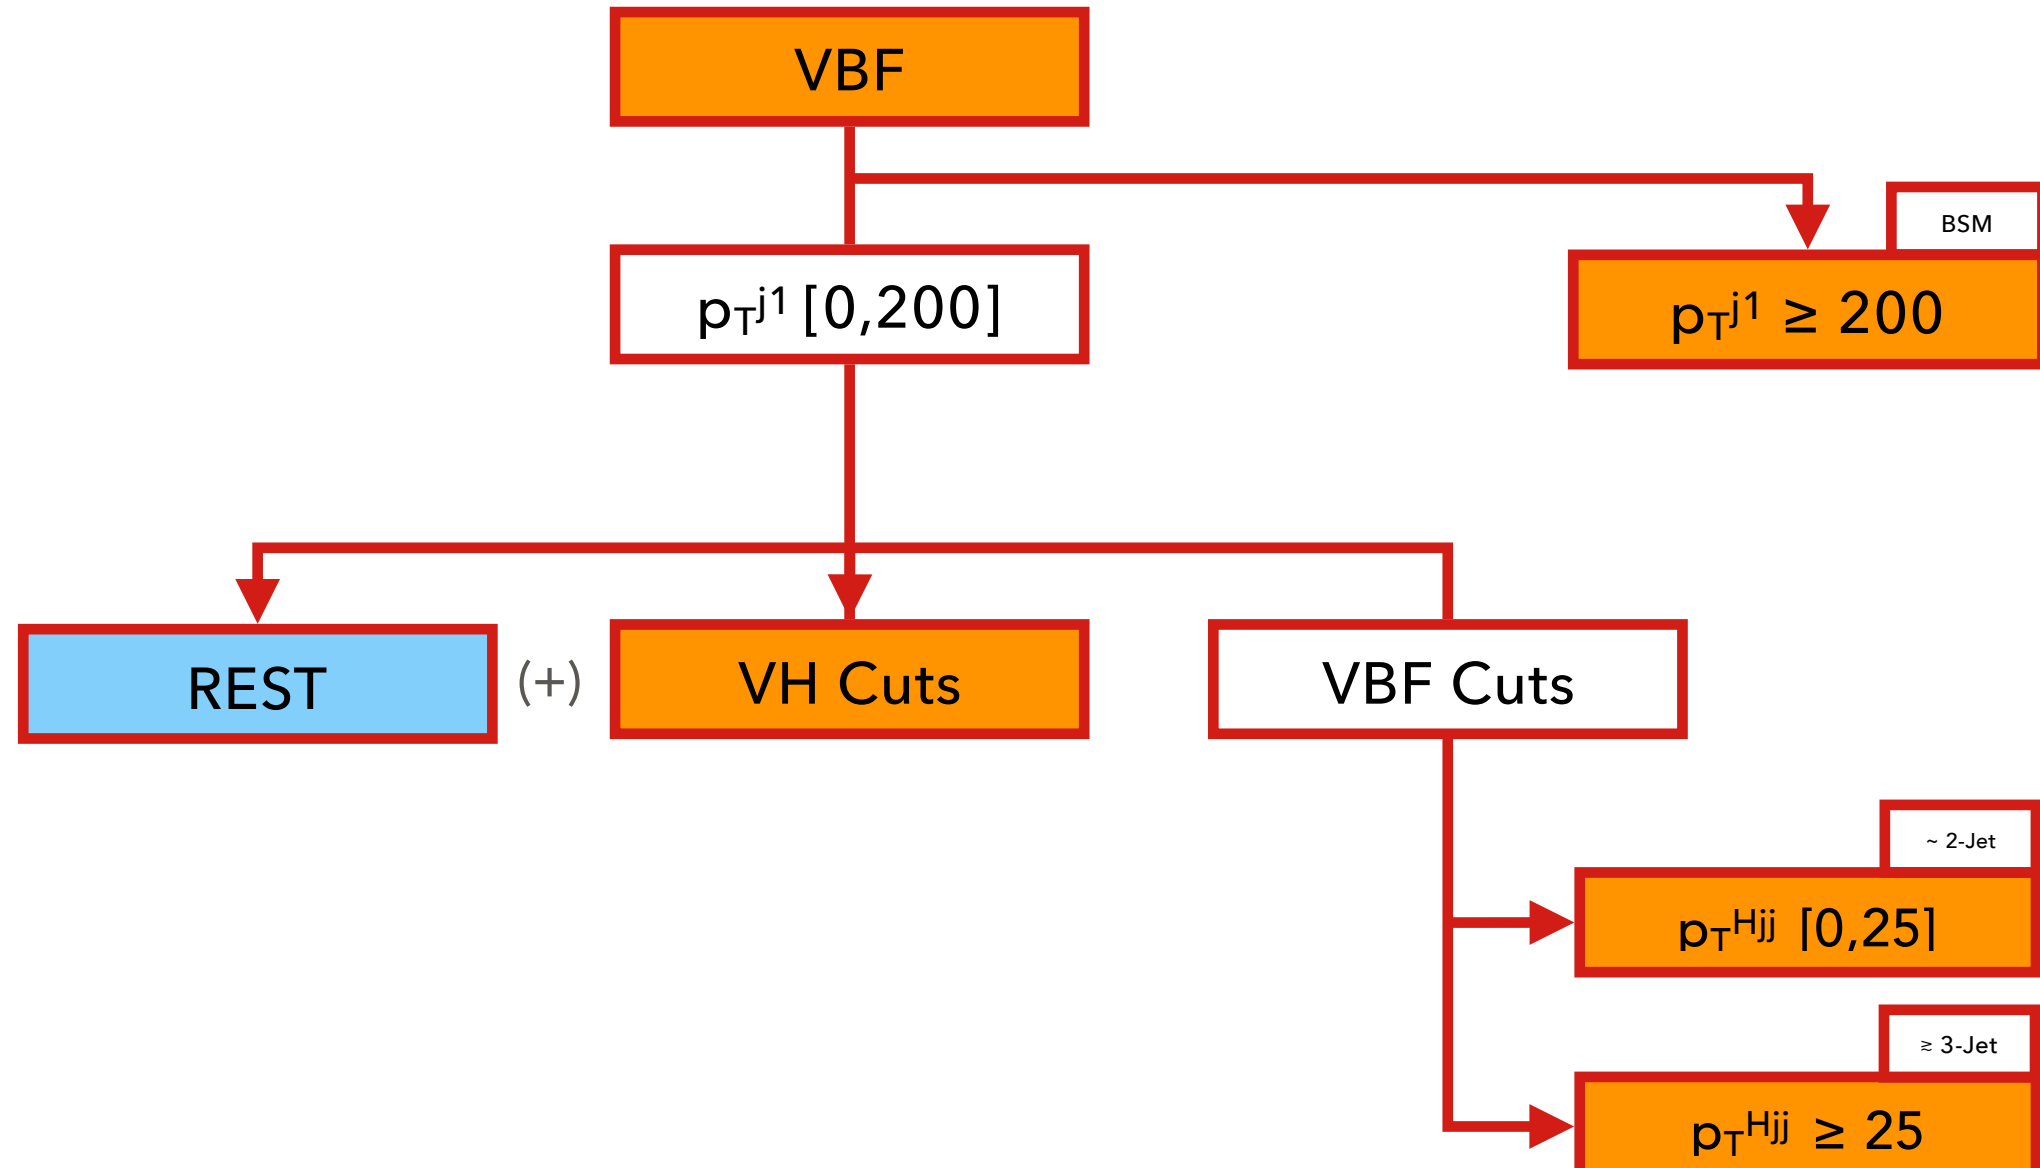 VBF
BSM
pTj1 [0,200]
pTj1 ≥ 200
REST
(+)
VH Cuts
VBF Cuts
~ 2-Jet
pTHjj [0,25]
≳ 3-Jet
pTHjj ≥ 25